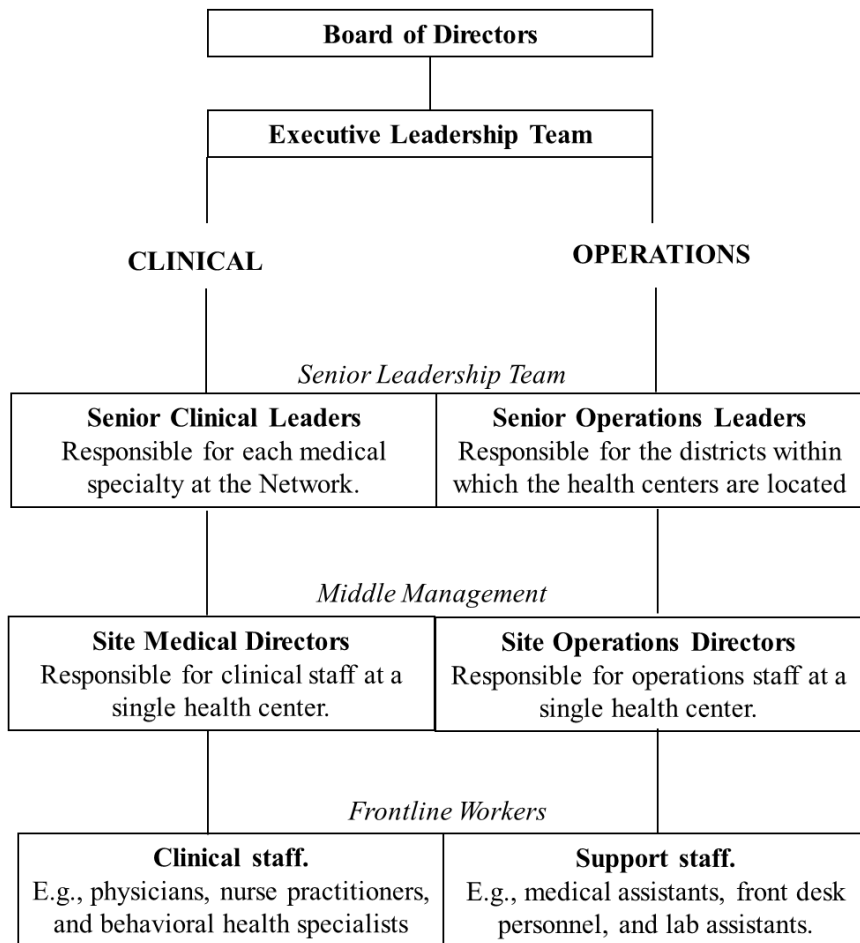 Board of Directors
Executive Leadership Team
CLINICAL
OPERATIONS
Senior Leadership Team
Senior Clinical Leaders
Responsible for each medical
specialty at the Network.
Senior Operations Leaders
Responsible for the districts within
which the health centers are located
Middle Management
Site Medical Directors
Responsible for clinical staff at a
single health center.
Site Operations Directors
Responsible for operations staff at a
single health center.
Frontline Workers
Clinical staff.
E.g., physicians, nurse practitioners,
and behavioral health specialists
Support staff.
E.g., medical assistants, front desk
personnel, and lab assistants.